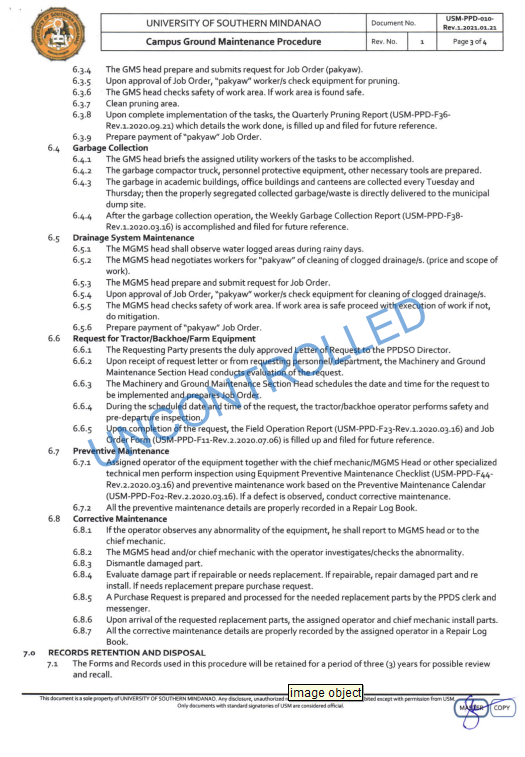 UNIVERSITY OF SOUTHERN MINDANAO
Document No.
USM-PPD-010-
Rev.1.2021.01.21
Campus Ground Maintenance Procedure
Rev. No.
1
Page 3 of 4
6.3.4 The GMS head prepare and submits request for Job Order (pakyaw).
6.3.5 Upon approval of Job Order, "pakyaw" worker/s check equipment for pruning.
6.3.6 The GMS head checks safety of work area. If work area is found safe.
6.3.7 Clean pruning area.
6.3.8 Upon complete implementation of the tasks, the Quarterly Pruning Report (USM-PPD-F36-
Rev.1.2020.09.21) which details the work done, is filled up and filed for future reference.
6.3.9 Prepare payment of "pakyaw" Job Order.
6.4 Garbage Collection
6.4.1 The GMS head briefs the assigned utility workers of the tasks to be accomplished.
6.4.2 The garbage compactor truck, personnel protective equipment, other necessary tools are prepared.
6.4.3 The garbage in academic buildings, office buildings and canteens are collected every Tuesday and
Thursday; then the properly segregated collected garbage/waste is directly delivered to the municipal
dump site.
6.4.4 After the garbage collection operation, the Weekly Garbage Collection Report (USM-PPD-F38-
Rev.1.2020.03.16) is accomplished and filed for future reference.
6.5 Drainage System Maintenance
6.5.1 The MGMS head shall observe water logged areas during rainy days.
6.5.2 The MGMS head negotiates workers for "pakyaw" of cleaning of clogged drainage/s. (price and scope of
work).
6.5.3 The MGMS head prepare and submit request for Job Order.
6.5.4 Upon approval of Job Order, "pakyaw" worker/s check equipment for cleaning of clogged drainage/s.
6.5.5 The MGMS head checks safety of work area. If work area is safe proceed with execution of work if not,
do mitigation.
6.5.6 Prepare payment of "pakyaw" Job Order.
6.6 Request for Tractor/Backhoe/Farm Equipment
6.6.1 The Requesting Party presents the duly approved Letter of Request to the PPDSO Director.
6.6.2 Upon receipt of request letter or from requesting personnel/department, the Machinery and Ground
Maintenance Section Head conducts evaluation of the request.
6.6.3 The Machinery and Ground Maintenance Section Head schedules the date and time for the request to
be implemented and prepares Job Order.
6.6.4 During the scheduled date and time of the request, the tractor/backhoe operator performs safety and
pre-departure inspection.
6.6.5 Upon completion of the request, the Field Operation Report (USM-PPD-F23-Rev.1.2020.03.16) and Job
Order Form (USM-PPD-F11-Rev.2.2020.07.06) is filled up and filed for future reference.
6.7 Preventive Maintenance
6.7.1 Assigned operator of the equipment together with the chief mechanic/MGMS Head or other specialized
technical men perform inspection using Equipment Preventive Maintenance Checklist (USM-PPD-F44-
Rev.2.2020.03.16) and preventive maintenance work based on the Preventive Maintenance Calendar
(USM-PPD-F02-Rev.2.2020.03.16). If a defect is observed, conduct corrective maintenance.
6.7.2 All the preventive maintenance details are properly recorded in a Repair Log Book.
6.8 Corrective Maintenance
6.8.1 If the operator observes any abnormality of the equipment, he shall report to MGMS head or to the
chief mechanic.
6.8.2 The MGMS head and/or chief mechanic with the operator investigates/checks the abnormality.
6.8.3 Dismantle damaged part.
6.8.4 Evaluate damage part if repairable or needs replacement. If repairable, repair damaged part and re
install. If needs replacement prepare purchase request.
6.8.5 A Purchase Request is prepared and processed for the needed replacement parts by the PPDS clerk and
messenger.
6.8.6 Upon arrival of the requested replacement parts, the assigned operator and chief mechanic install parts.
6.8.7 All the corrective maintenance details are properly recorded by the assigned operator in a Repair Log
Book.
7.0 RECORDS RETENTION AND DISPOSAL
7.1 The Forms and Records used in this procedure will be retained for a period of three (3) years for possible review
and recall.
UNCONTROLLED
image object
This document is a sole property of UNIVERSITY OF SOUTHERN MINDANAO. Any disclosure, unauthorized bited except with permission from USM
Only documents with standard signatories of USM are considered official.
MASTER COPY